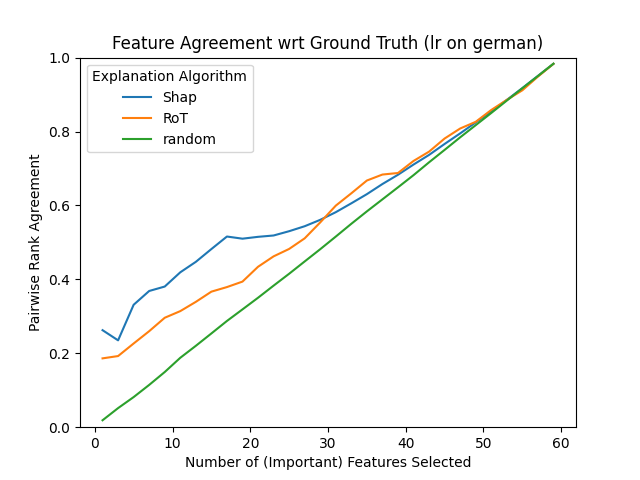 Feature Agreement wrt Ground Truth (lr on german)
Explanation Algorithm
Shap
RoT
random
Pairwise Rank Agreement
1.0
0.8
0.6
0.4
0.2
0.0
0 10 20 30 40 50 60
Number of (Important) Features Selected